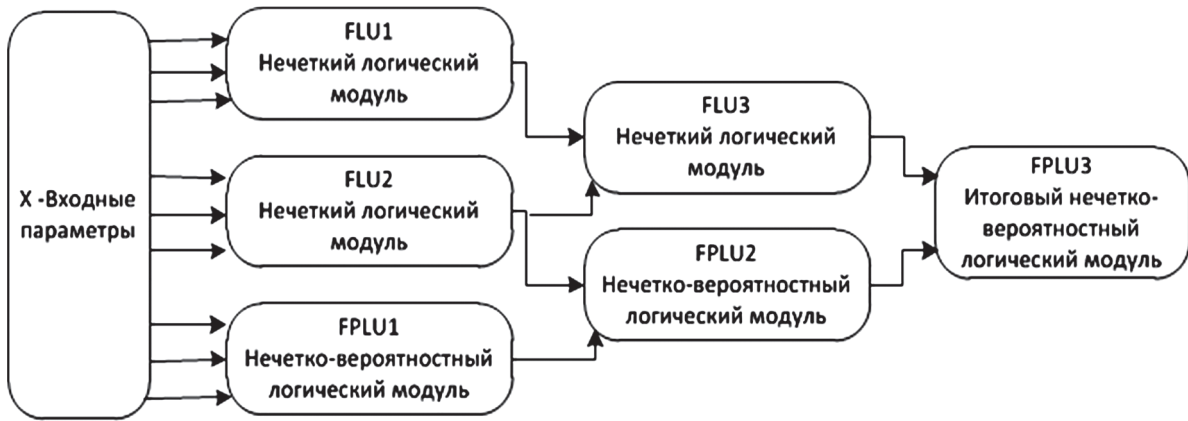 X -Входные
параметры
FLU1
Нечеткий логический
модуль
FLU2
Нечеткий логический
модуль
FPLU1
Нечетко-вероятностный
логический модуль
FLU3
Нечеткий логический
модуль
FPLU2
Нечетко-вероятностный
логический модуль
FPLU3
Итоговый нечетко-
вероятностный
логический модуль